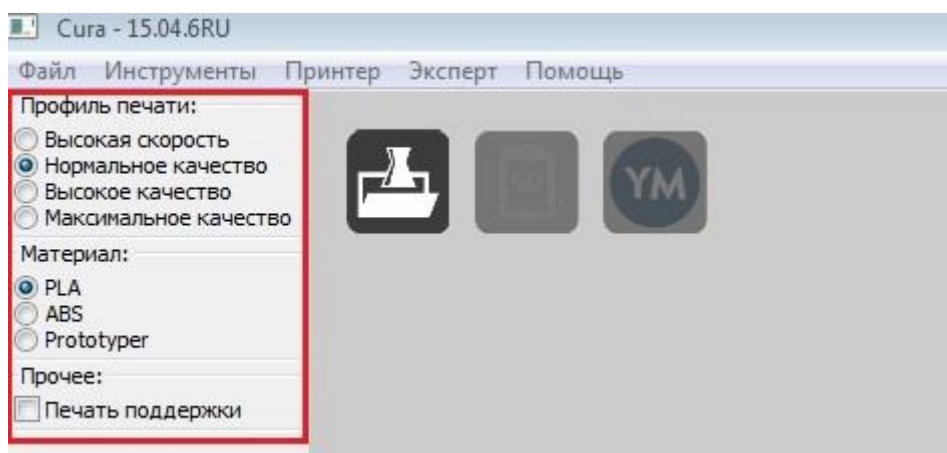 Cura - 15.04.6RU
Файл Инструменты Принтер Эксперт Помощь
Профиль печати:
Высокая скорость
Нормальное качество
Высокое качество
Максимальное качество
Материал:
PLA
ABS
Prototyper
Прочее:
Печать поддержки
SD
YM